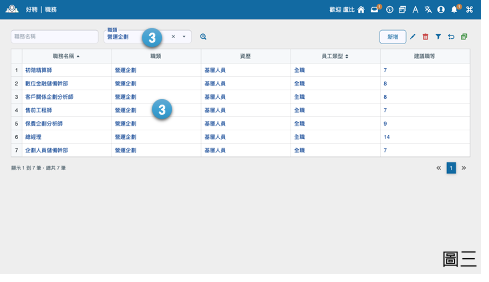 好聘 | 職務
歡迎 盧比
職務名稱
職類
營運企劃
3
新增
職務名稱 職類 資歷 員工類型 建議職等
1 初階精算師 營運企劃 基層人員 全職 7
2 數位金融儲備幹部 營運企劃 基層人員 全職 8
3 客戶關係企劃分析師 營運企劃 基層人員 全職 8
4 售前工程師 營運企劃 基層人員 全職 7
3
5 保費企劃分析師 營運企劃 基層人員 全職 9
6 總經理 營運企劃 基層人員 全職 14
7 企劃人員儲備幹部 營運企劃 基層人員 全職 7
顯示 1 到 7 筆，總共 7 筆
« 1 »
圖三